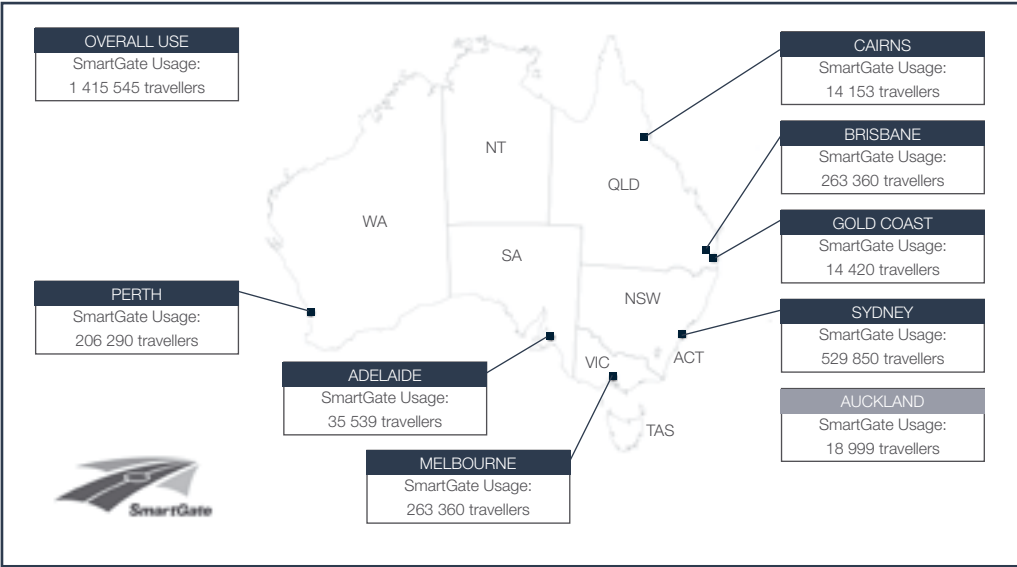 OVERALL USE
SmartGate Usage:
1 415 545 travellers
CAIRNS
SmartGate Usage:
14 153 travellers
BRISBANE
SmartGate Usage:
263 360 travellers
GOLD COAST
SmartGate Usage:
14 420 travellers
SYDNEY
SmartGate Usage:
529 850 travellers
AUCKLAND
SmartGate Usage:
18 999 travellers
PERTH
SmartGate Usage:
206 290 travellers
ADELAIDE
SmartGate Usage:
35 539 travellers
MELBOURNE
SmartGate Usage:
263 360 travellers
NT
QLD
WA
SA
NSW
VIC
ACT
TAS
SmartGate